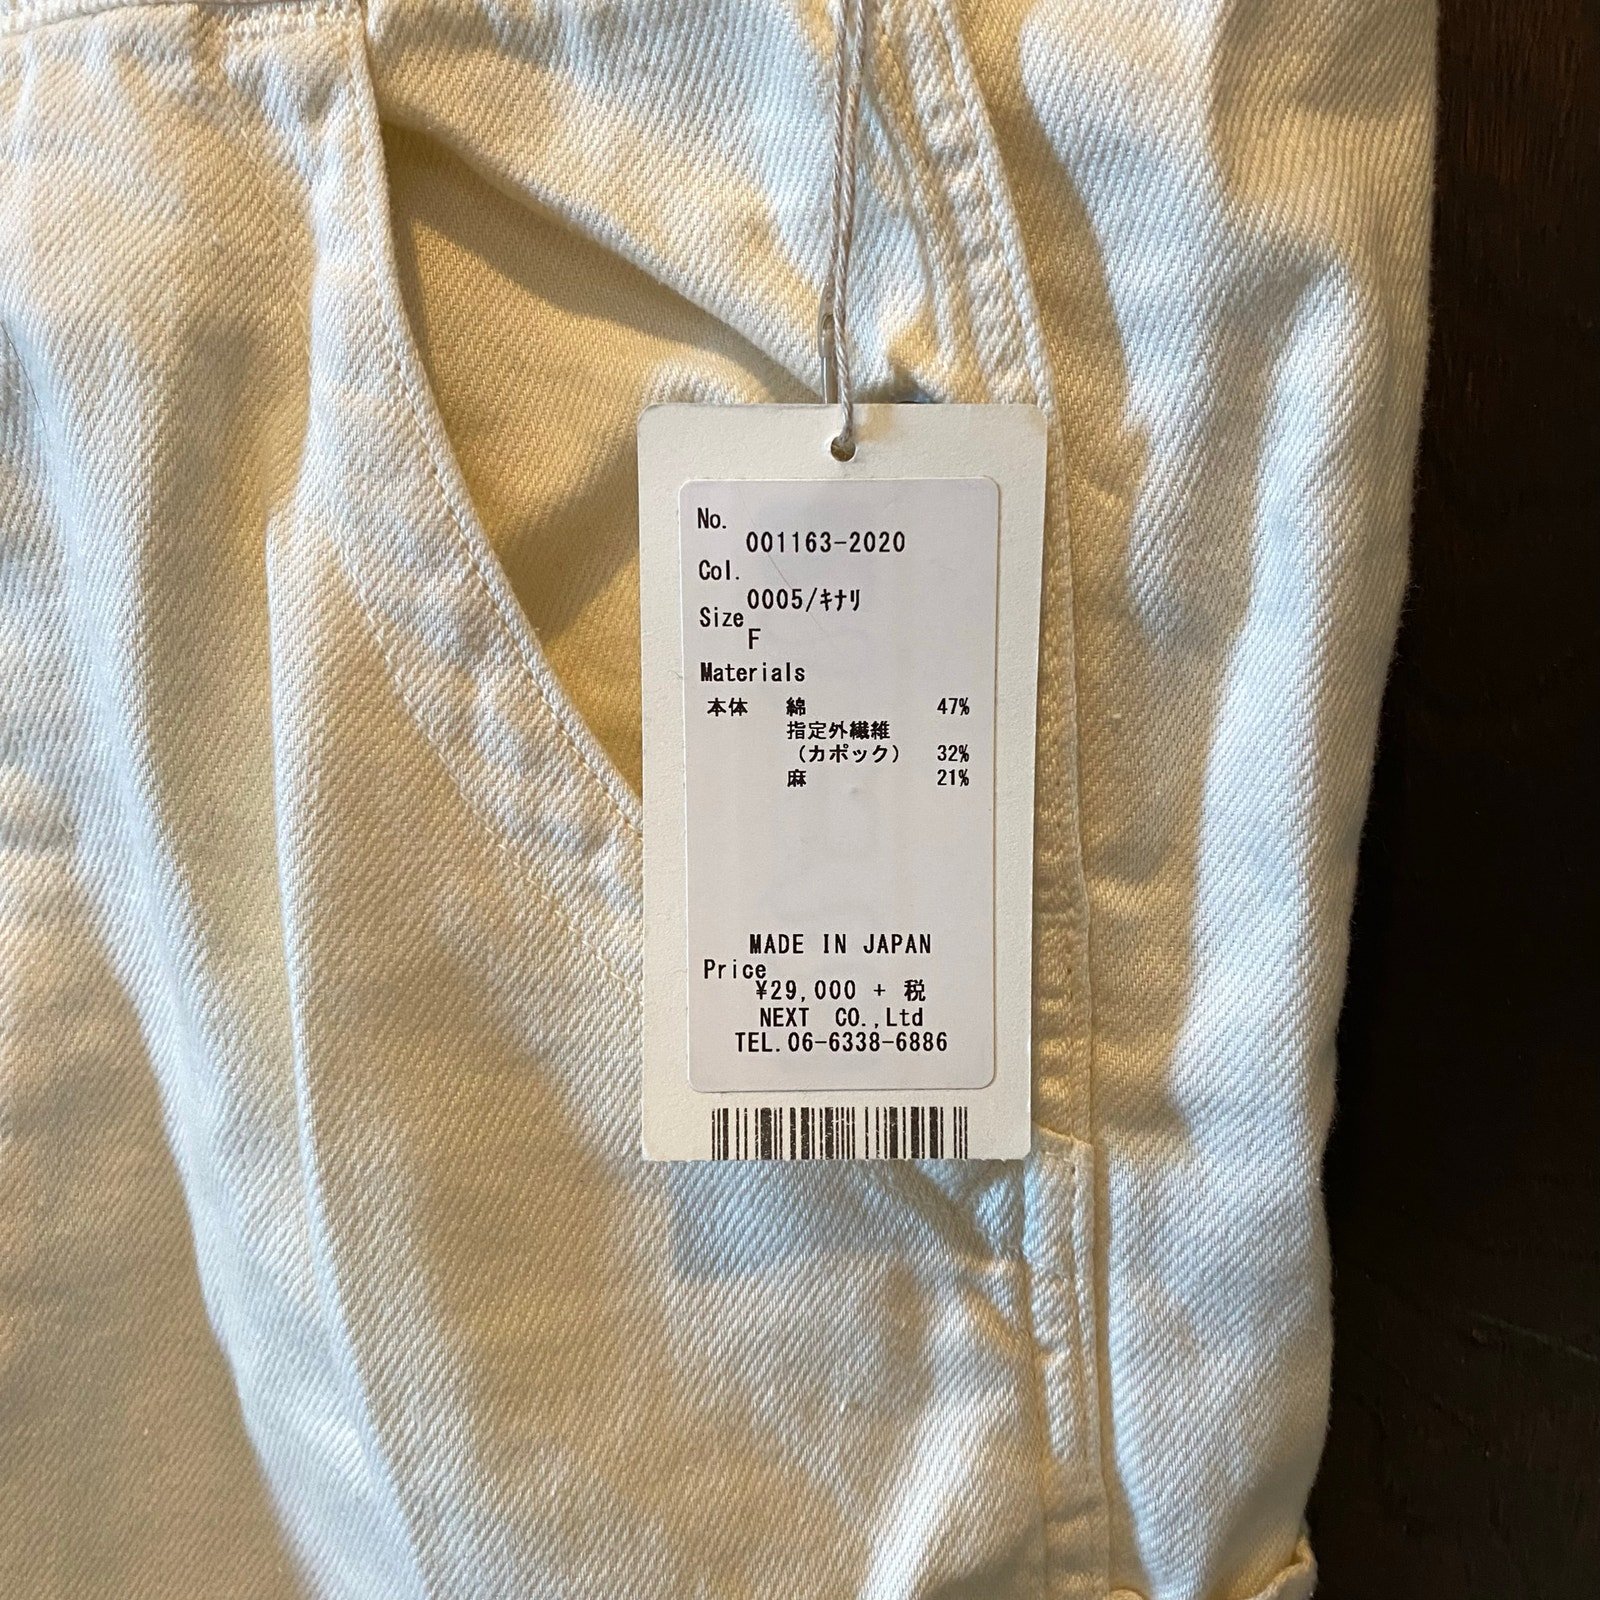 No.
001163-2020
Col.
0005/ｷﾅﾘ
Size
F
Materials
本体 綿 47%
指定外繊維
（カポック） 32%
麻 21%
MADE IN JAPAN
Price
¥29,000 + 税
NEXT CO.,Ltd
TEL.06-6338-6886